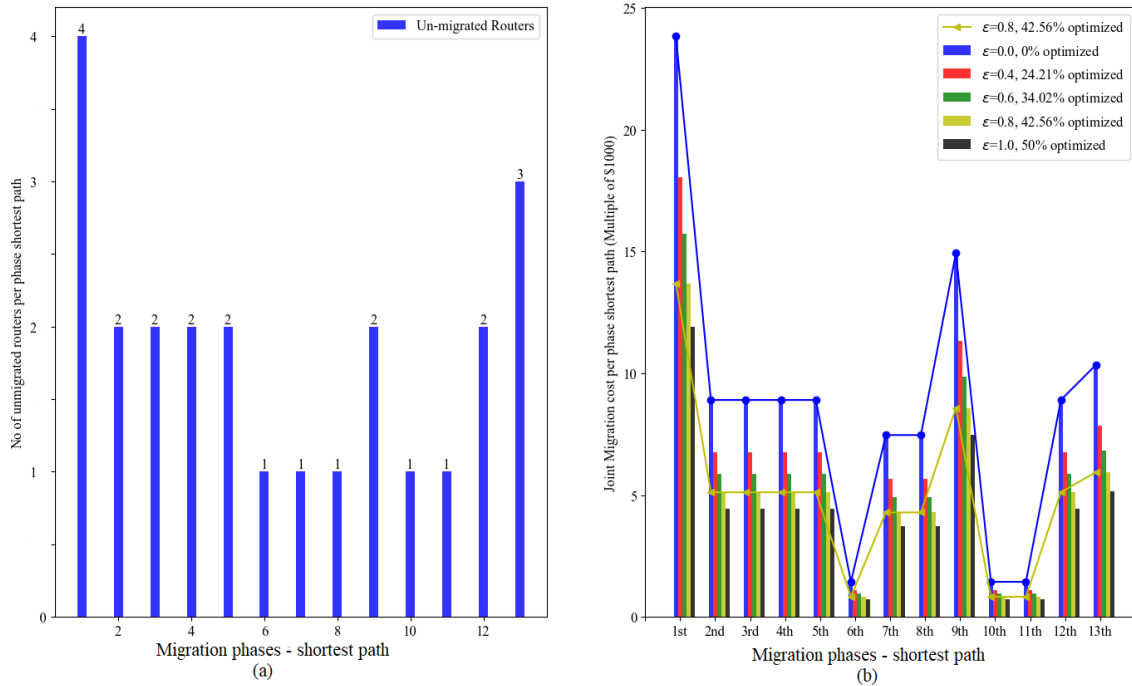 4
2
2
2
2
1
1
1
2
1
1
2
3
Un-migrated Routers
No of unmigrated routers per phase shortest path
4
3
2
1
0
2
4
6
8
10
12
Migration phases - shortest path
(a)
ε=0.8, 42.56% optimized
ε=0.0, 0% optimized
ε=0.4, 24.21% optimized
ε=0.6, 34.02% optimized
ε=0.8, 42.56% optimized
ε=1.0, 50% optimized
Joint Migration cost per phase shortest path (Multiple of $1000)
25
20
15
10
5
0
1st 2nd 3rd 4th 5th 6th 7th 8th 9th 10th 11th 12th 13th
Migration phases - shortest path
(b)